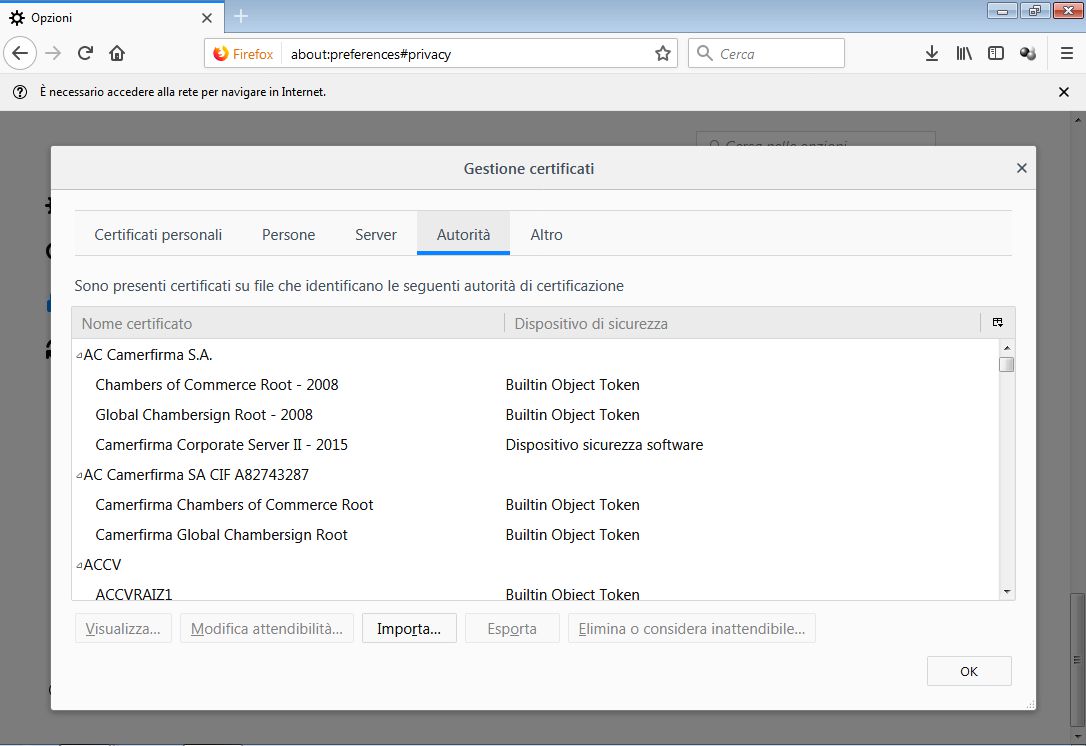 Opzioni
Firefox
about:preferences#privacy
Cerca
È necessario accedere alla rete per navigare in Internet.
Cerca nelle opzioni
Gestione certificati
Certificati personali
Persone
Server
Autorità
Altro
Sono presenti certificati su file che identificano le seguenti autorità di certificazione
Nome certificato
Dispositivo di sicurezza
AC Camerfirma S.A.
Chambers of Commerce Root - 2008
Builtin Object Token
Global Chambersign Root - 2008
Builtin Object Token
Camerfirma Corporate Server II - 2015
Dispositivo sicurezza software
AC Camerfirma SA CIF A82743287
Camerfirma Chambers of Commerce Root
Builtin Object Token
Camerfirma Global Chambersign Root
Builtin Object Token
ACCV
ACCVRAIZ1
Builtin Object Token
Visualizza...
Modifica attendibilità...
Importa...
Esporta
Elimina o considera inattendibile...
OK